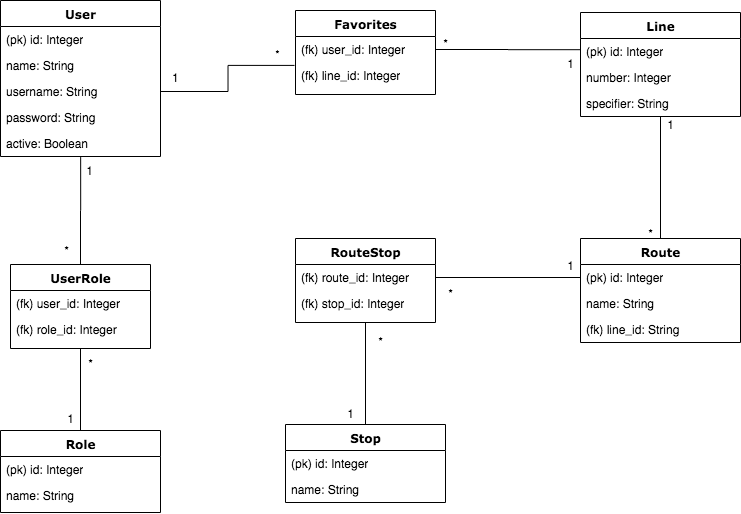 User
(pk) id: Integer
name: String
username: String
password: String
active: Boolean
1
*
Favorites
(fk) user_id: Integer
(fk) line_id: Integer
*
1
Line
(pk) id: Integer
number: Integer
specifier: String
1
*
1
*
UserRole
(fk) user_id: Integer
(fk) role_id: Integer
*
1
Role
(pk) id: Integer
name: String
RouteStop
(fk) route_id: Integer
(fk) stop_id: Integer
*
1
Route
(pk) id: Integer
name: String
(fk) line_id: String
*
1
Stop
(pk) id: Integer
name: String